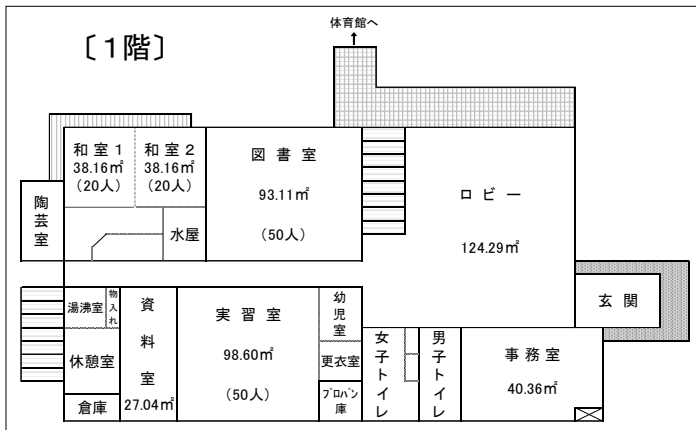 体育館へ
〔１階〕
和室１
38.16㎡
（20人）
和室２
38.16㎡
（20人）
図書室
93.11㎡
（50人）
ロビー
124.29㎡
陶芸室
水屋
玄関
湯沸室
物入れ
休憩室
倉庫
資料室
27.04㎡
実習室
98.60㎡
（50人）
幼児室
更衣室
プロパン庫
女子トイレ
男子トイレ
事務室
40.36㎡